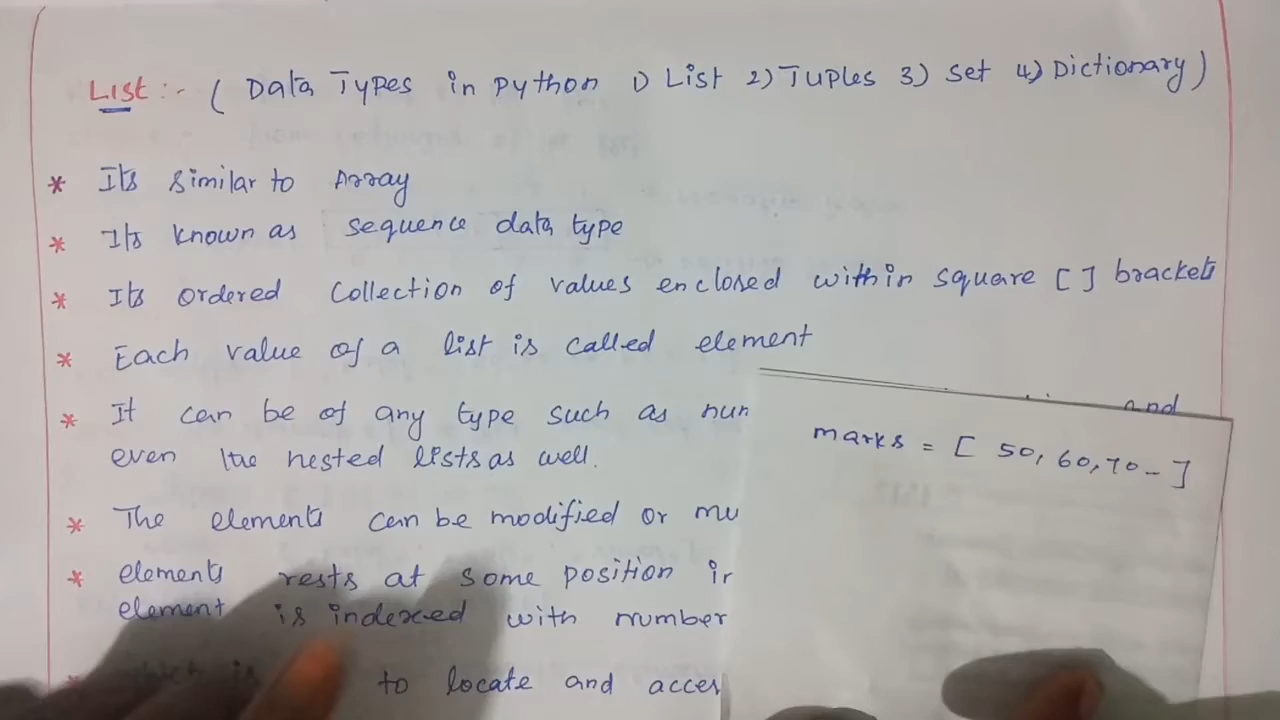 List :- ( Data Types in python 1) List 2) Tuples 3) set 4) Dictionary )
* Its similar to Array
* Its known as sequence data type
* Its ordered collection of values enclosed within square [ ] brackets
* Each value of a list is called element
* It can be of any type such as num
and
even the nested lists as well.
marks = [ 50, 60, 70 - ]
* The elements can be modified or mu
* elements rests at some position in
element is indexed with number
* is to locate and acces